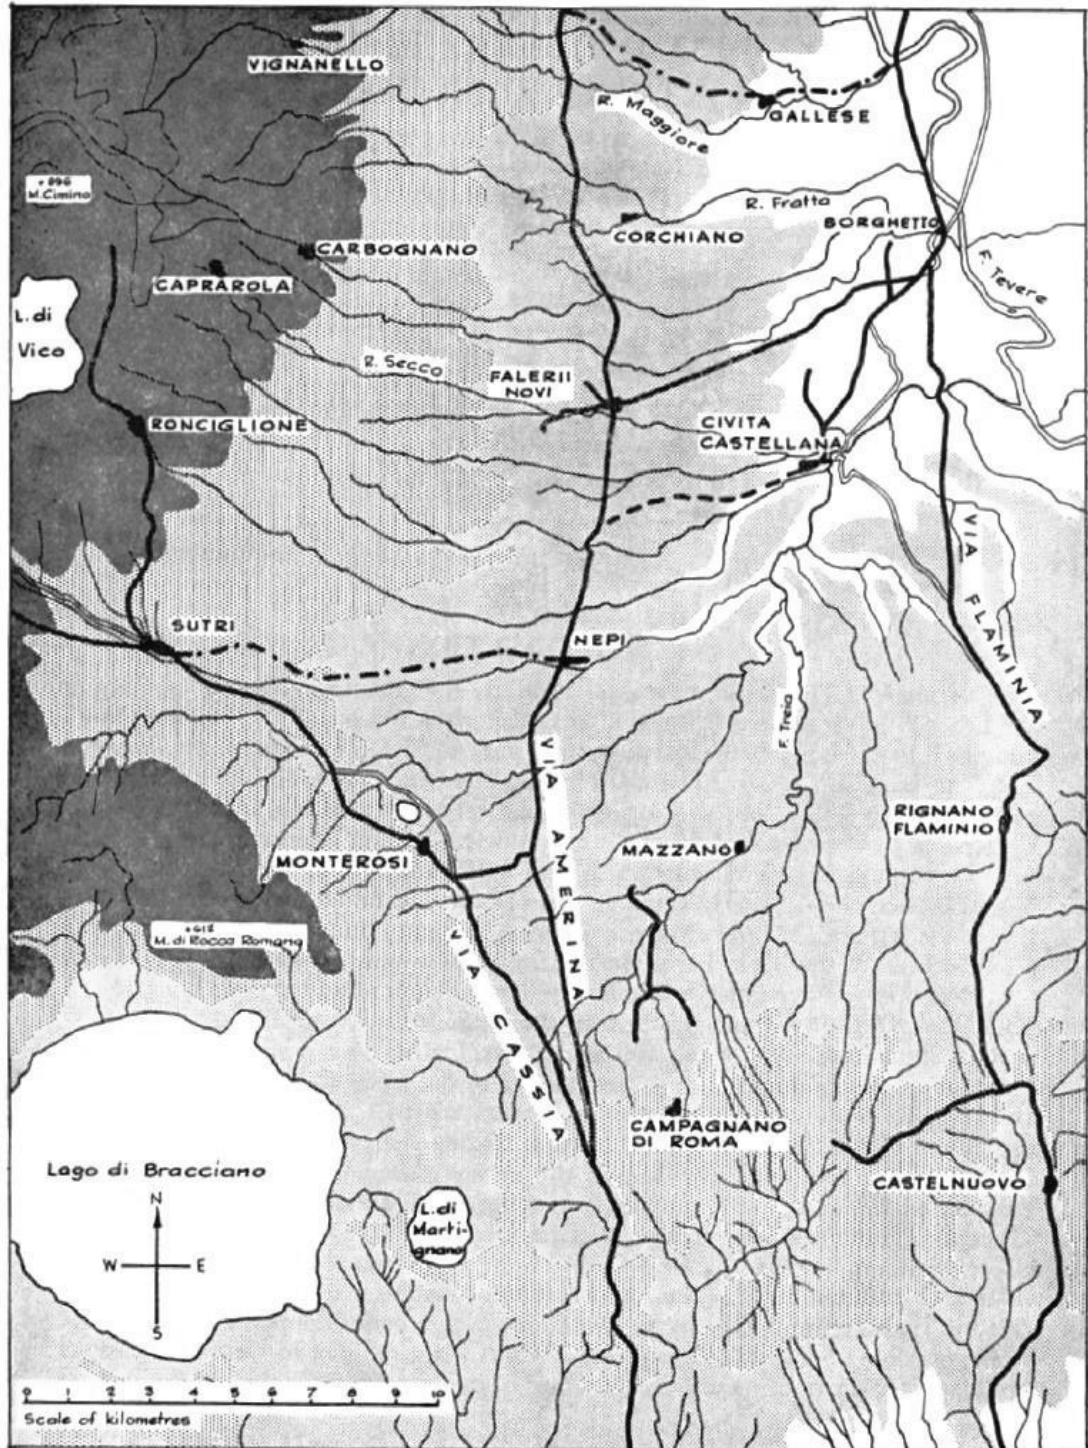 VIGNANELLO
R. Maggiore
GALLESE
+896
M. Cimino
R. Fratta
CORCHIANO
BORGHETTO
CARBOGNANO
CAPRAROLA
F. Tevere
L. di
Vico
R. Secco
FALERII
NOVI
RONCIGLIONE
CIVITA
CASTELLANA
VIA FLAMINIA
SUTRI
NEPI
F. Treia
VIA AMERINA
RIGNANO
FLAMINIO
MONTEROSI
MAZZANO
+612
M. di Rocca Romana
VIA CASSIA
CAMPAGNANO
DI ROMA
Lago di Bracciano
CASTELNUOVO
L. di
Marti-
gnano
N
W E
S
0 1 2 3 4 5 6 7 8 9 10
Scale of kilometres